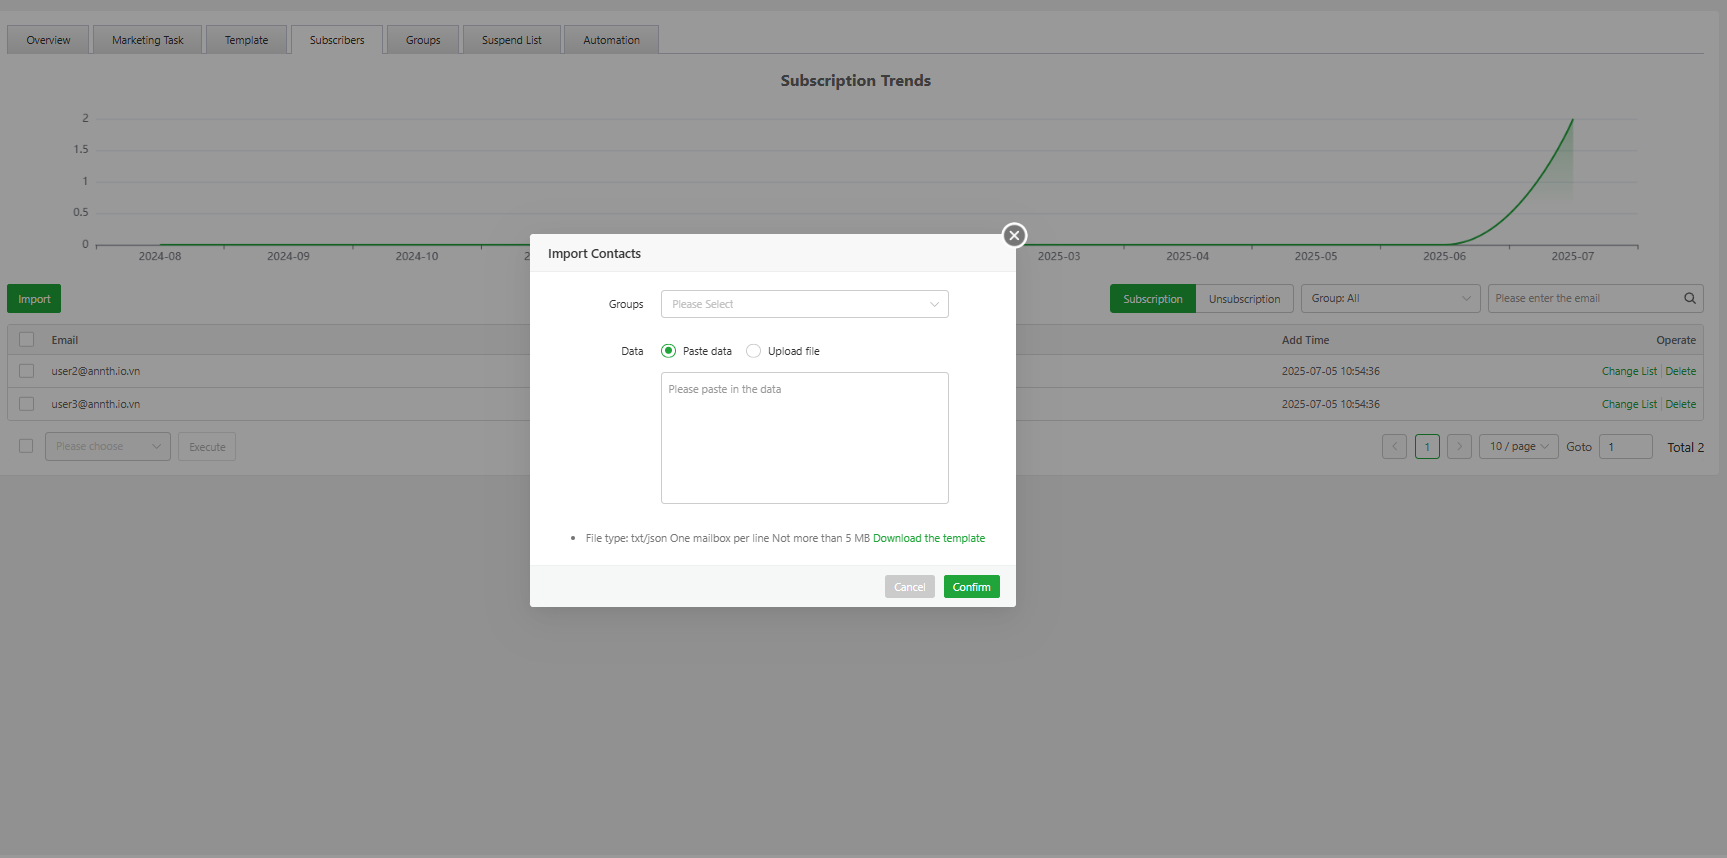 Overview Marketing Task Template Subscribers Groups Suspend List Automation
Subscription Trends
2
1.5
1
0.5
0
2024-08 2024-09 2024-10 2025-03 2025-04 2025-05 2025-06 2025-07
Import Contacts
Groups Please Select
Data Paste data Upload file
Please paste in the data
File type: txt/json One mailbox per line Not more than 5 MB Download the template
Cancel Confirm
Import Subscription Unsubscription Group: All Please enter the email
Email Add Time Operate
user2@annth.io.vn 2025-07-05 10:54:36 Change List Delete
user3@annth.io.vn 2025-07-05 10:54:36 Change List Delete
Please choose Execute 1 10 / page Goto 1 Total 2